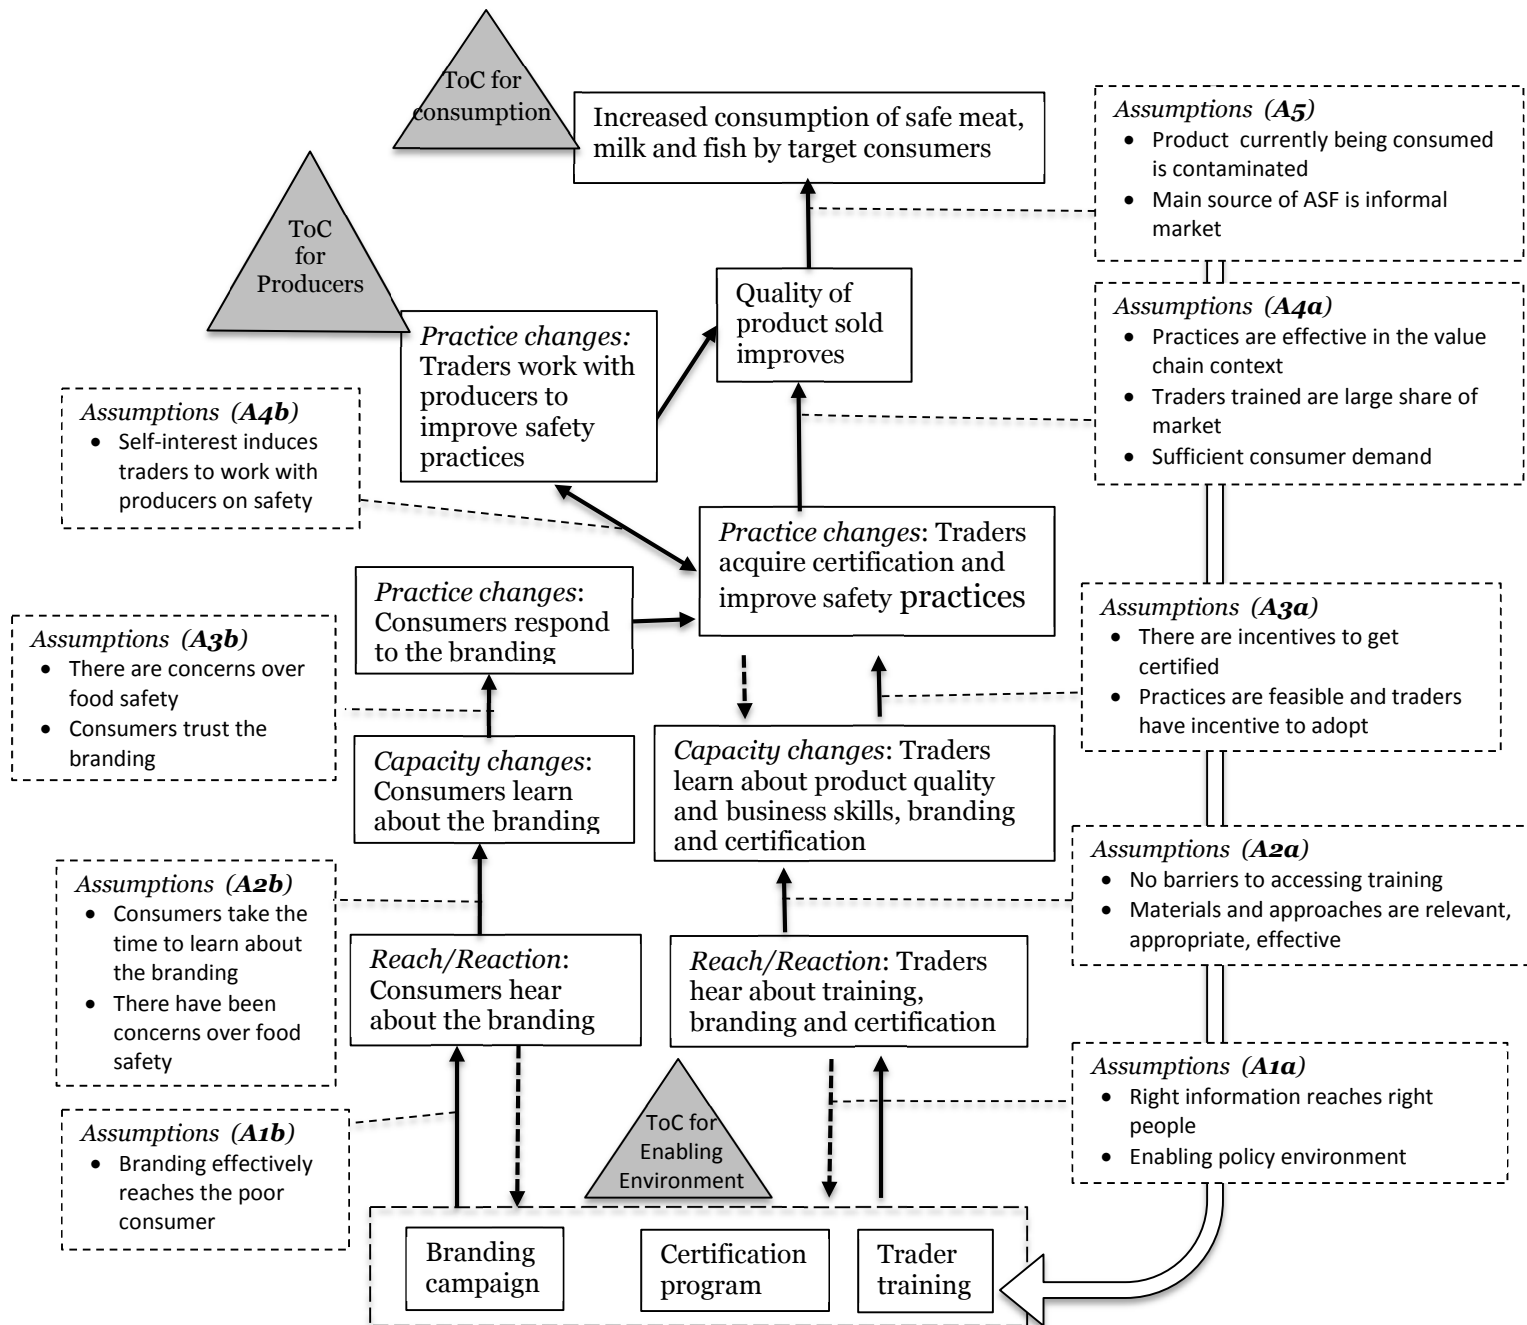 ToC for
consumption
Increased consumption of safe meat,
milk and fish by target consumers
Assumptions (A5)
• Product currently being consumed
is contaminated
• Main source of ASF is informal
market
ToC
for
Producers
Quality of
product sold
improves
Assumptions (A4a)
• Practices are effective in the value
chain context
• Traders trained are large share of
market
• Sufficient consumer demand
Practice changes:
Traders work with
producers to
improve safety
practices
Assumptions (A4b)
• Self-interest induces
traders to work with
producers on safety
Practice changes: Traders
acquire certification and
improve safety practices
Practice changes:
Consumers respond
to the branding
Assumptions (A3a)
• There are incentives to get
certified
• Practices are feasible and traders
have incentive to adopt
Assumptions (A3b)
• There are concerns over
food safety
• Consumers trust the
branding
Capacity changes:
Consumers learn
about the branding
Capacity changes: Traders
learn about product quality
and business skills, branding
and certification
Assumptions (A2a)
• No barriers to accessing training
• Materials and approaches are relevant,
appropriate, effective
Assumptions (A2b)
• Consumers take the
time to learn about
the branding
• There have been
concerns over food
safety
Reach/Reaction:
Consumers hear
about the branding
Reach/Reaction: Traders
hear about training,
branding and certification
Assumptions (A1a)
• Right information reaches right
people
• Enabling policy environment
ToC for
Enabling
Environment
Assumptions (A1b)
• Branding effectively
reaches the poor
consumer
Branding
campaign
Certification
program
Trader
training